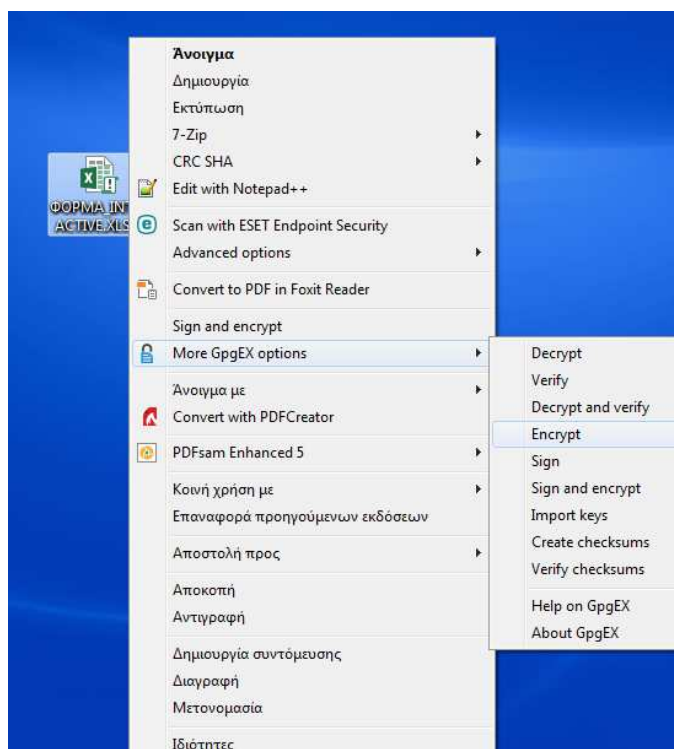 Άνοιγμα
Δημιουργία
Εκτύπωση
7-Zip
CRC SHA
Edit with Notepad++
ΦΟΡΜΑ_INT
ACTIVE.XLS
Scan with ESET Endpoint Security
Advanced options
Convert to PDF in Foxit Reader
Sign and encrypt
More GpgEX options
Άνοιγμα με
Convert with PDFCreator
PDFsam Enhanced 5
Κοινή χρήση με
Επαναφορά προηγούμενων εκδόσεων
Αποστολή προς
Αποκοπή
Αντιγραφή
Δημιουργία συντόμευσης
Διαγραφή
Μετονομασία
Ιδιότητες
Decrypt
Verify
Decrypt and verify
Encrypt
Sign
Sign and encrypt
Import keys
Create checksums
Verify checksums
Help on GpgEX
About GpgEX